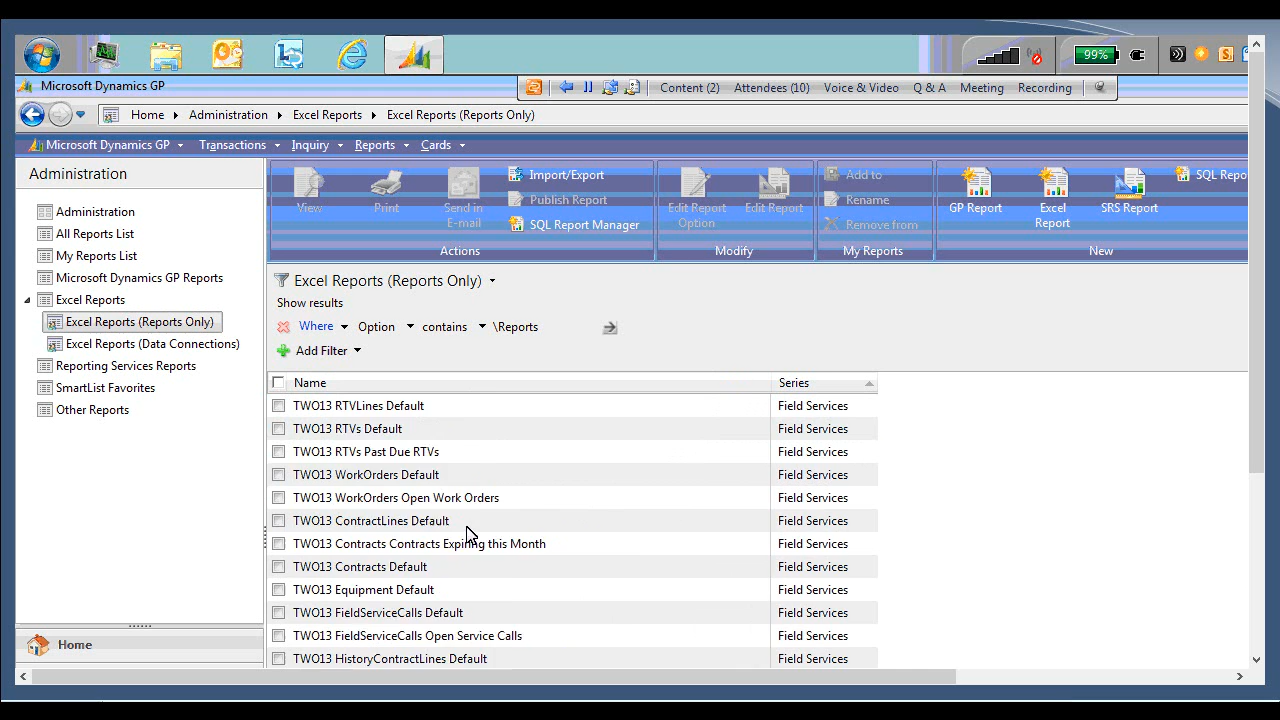 99%
Microsoft Dynamics GP
Content (2) Attendees (10) Voice & Video Q & A Meeting Recording
Home Administration Excel Reports Excel Reports (Reports Only)
Microsoft Dynamics GP Transactions Inquiry Reports Cards
Administration
Administration
All Reports List
My Reports List
Microsoft Dynamics GP Reports
Excel Reports
Excel Reports (Reports Only)
Excel Reports (Data Connections)
Reporting Services Reports
SmartList Favorites
Other Reports
Home
View
Print
Send in
E-mail
Import/Export
Publish Report
SQL Report Manager
Actions
Edit Report
Option
Edit Report
Modify
Add to
Rename
Remove from
My Reports
GP Report
Excel
Report
SRS Report
SQL Repo
New
Excel Reports (Reports Only)
Show results
Where Option contains \Reports
Add Filter
Name Series
TWO13 RTVLines Default Field Services
TWO13 RTVs Default Field Services
TWO13 RTVs Past Due RTVs Field Services
TWO13 WorkOrders Default Field Services
TWO13 WorkOrders Open Work Orders Field Services
TWO13 ContractLines Default Field Services
TWO13 Contracts Contracts Expiring this Month Field Services
TWO13 Contracts Default Field Services
TWO13 Equipment Default Field Services
TWO13 FieldServiceCalls Default Field Services
TWO13 FieldServiceCalls Open Service Calls Field Services
TWO13 HistoryContractLines Default Field Services